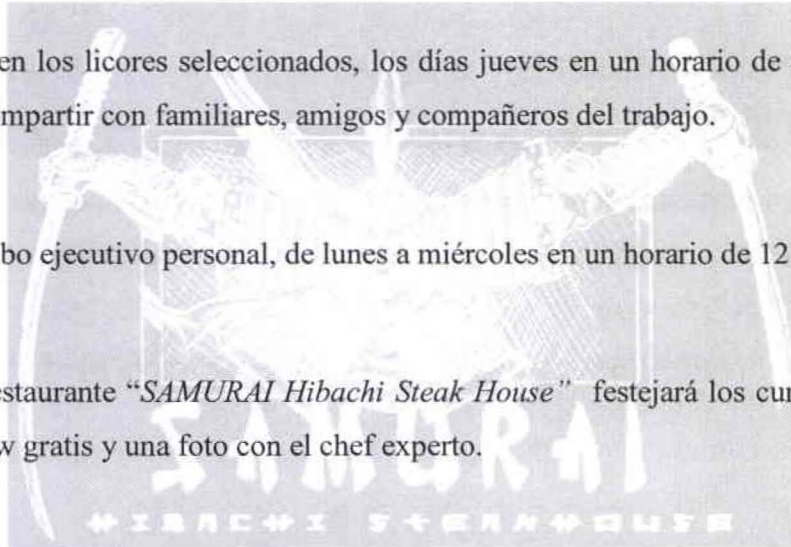 en los licores seleccionados, los días jueves en un horario de
mpartir con familiares, amigos y compañeros del trabajo.
bo ejecutivo personal, de lunes a miércoles en un horario de 12
estaurante “SAMURAI Hibachi Steak House” festejará los cu
w gratis y una foto con el chef experto.
SAMURAI
HIBACHI STEAKHOUSE